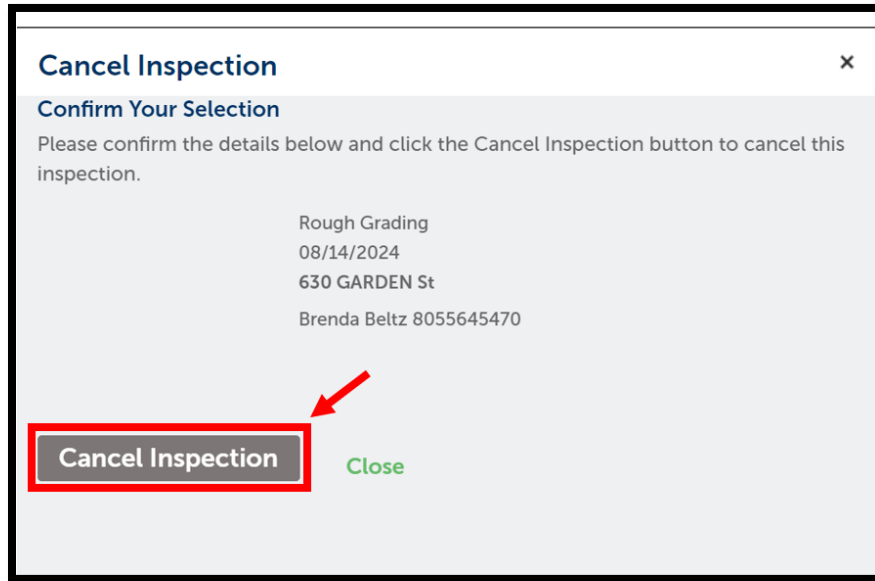 Cancel Inspection ×
Confirm Your Selection
Please confirm the details below and click the Cancel Inspection button to cancel this
inspection.
Rough Grading
08/14/2024
630 GARDEN St
Brenda Beltz 8055645470
Cancel Inspection
Close